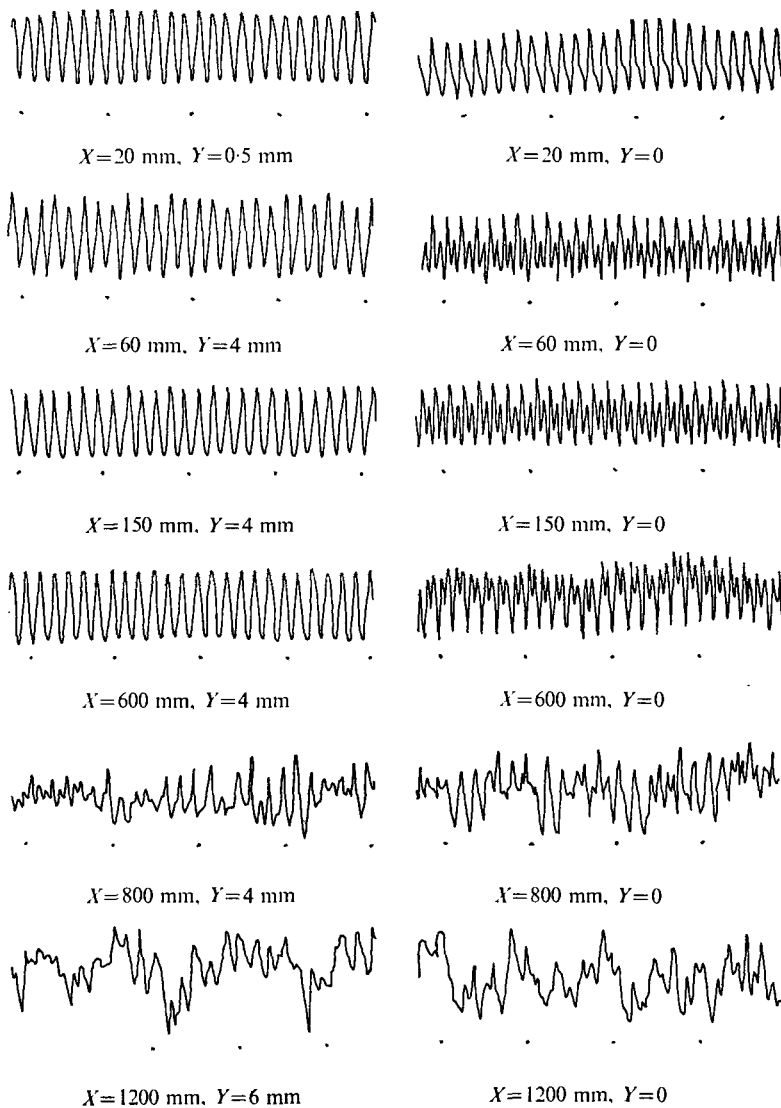 X=20 mm, Y=0·5 mm
X=20 mm, Y=0
X=60 mm, Y=4 mm
X=60 mm, Y=0
X=150 mm, Y=4 mm
X=150 mm, Y=0
X=600 mm, Y=4 mm
X=600 mm, Y=0
X=800 mm, Y=4 mm
X=800 mm, Y=0
X=1200 mm, Y=6 mm
X=1200 mm, Y=0